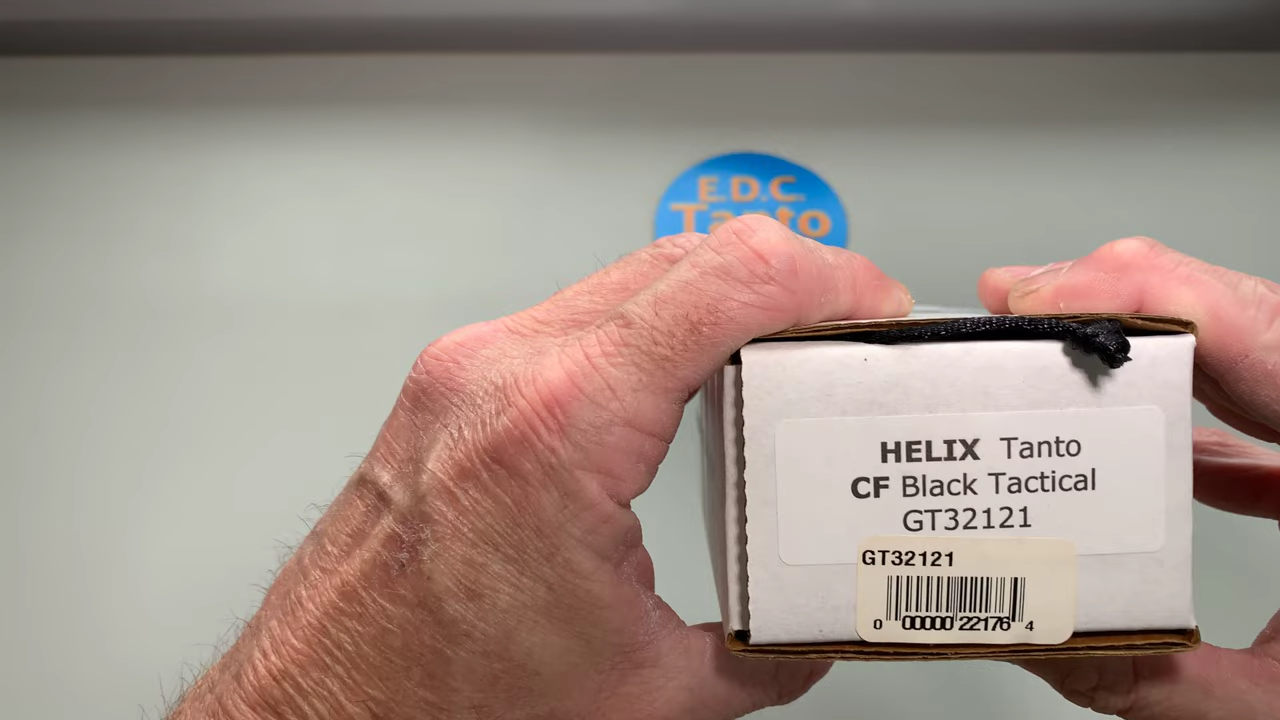 E.D.C.
Tanto
HELIX Tanto
CF Black Tactical
GT32121
GT32121
0 00000 22176 4